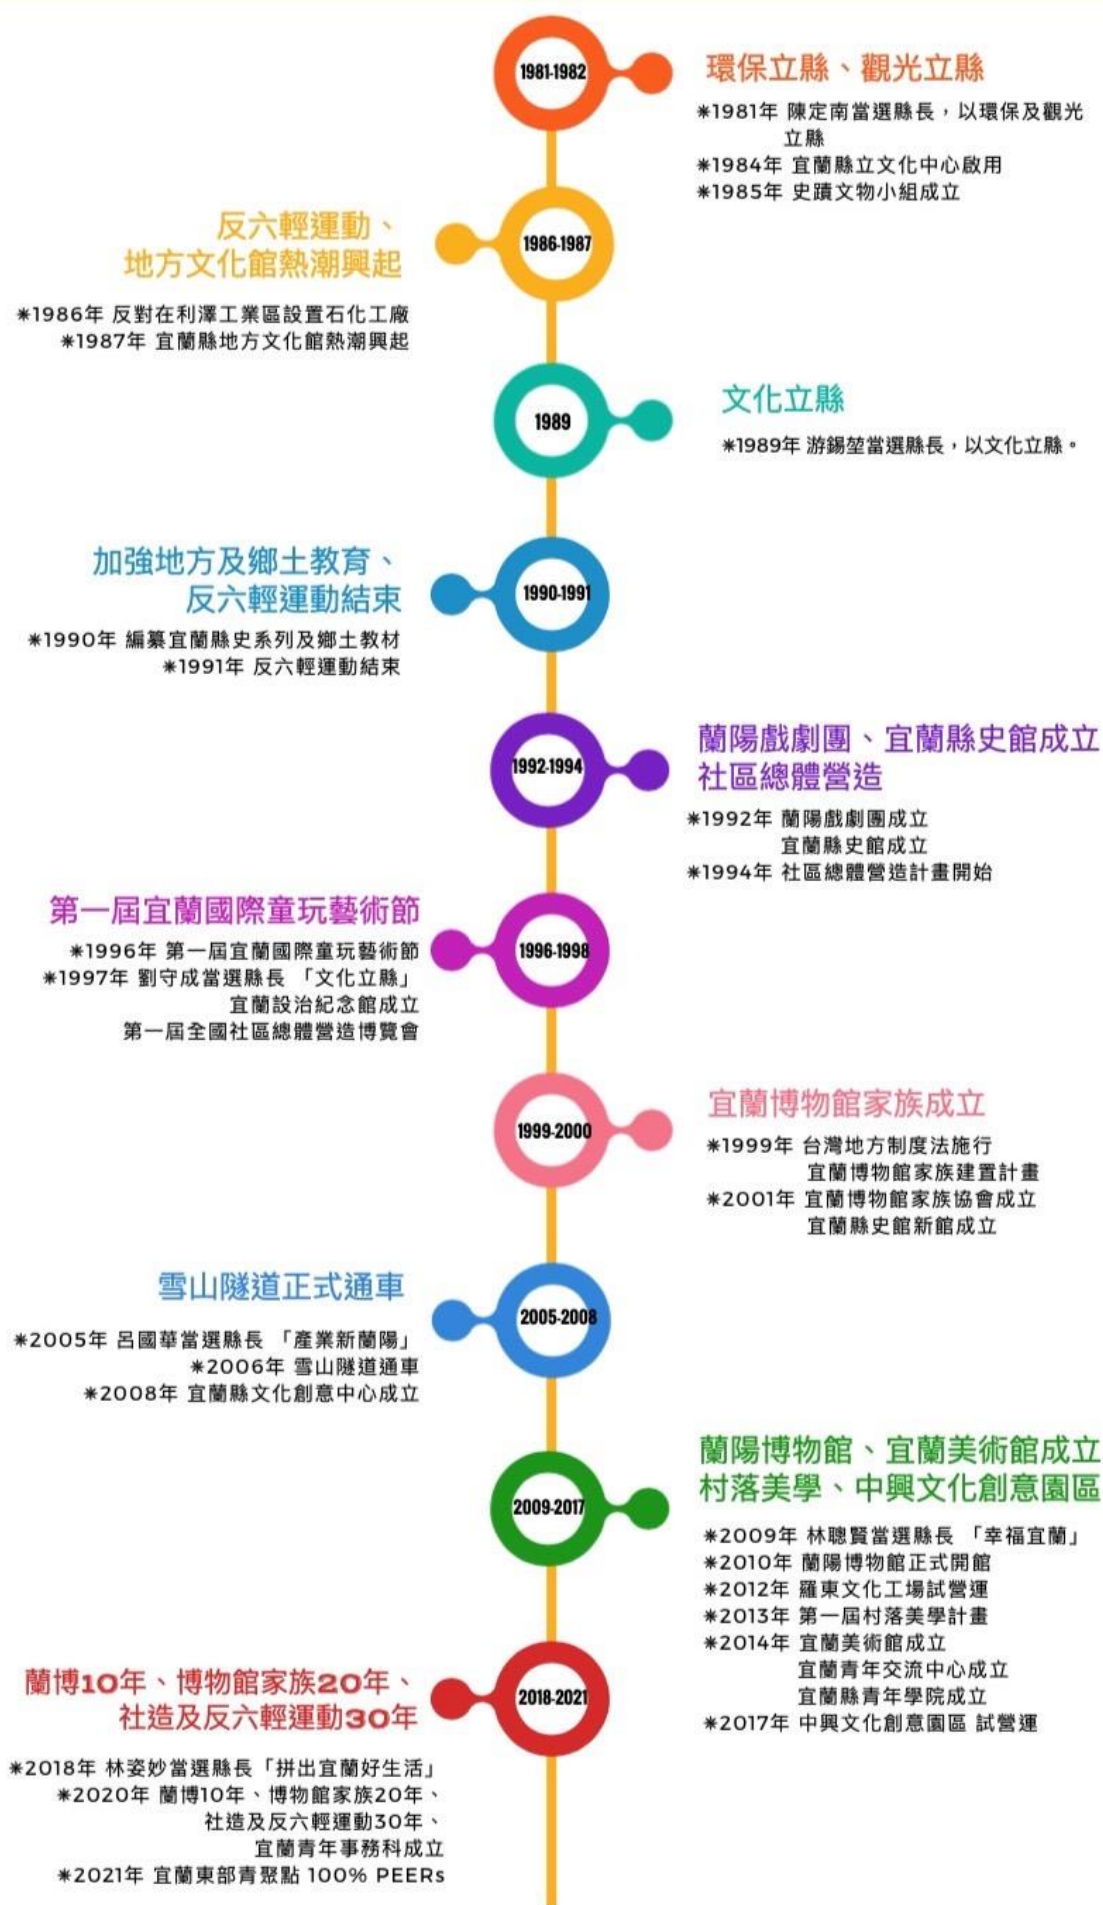 1981-1982
環保立縣、觀光立縣
*1981年 陳定南當選縣長，以環保及觀光
立縣
*1984年 宜蘭縣立文化中心啟用
*1985年 史蹟文物小組成立
反六輕運動、
地方文化館熱潮興起
1986-1987
*1986年 反對在利澤工業區設置石化工廠
*1987年 宜蘭縣地方文化館熱潮興起
1989
文化立縣
*1989年 游錫堃當選縣長，以文化立縣。
加強地方及鄉土教育、
反六輕運動結束
1990-1991
*1990年 編纂宜蘭縣史系列及鄉土教材
*1991年 反六輕運動結束
1992-1994
蘭陽戲劇團、宜蘭縣史館成立
社區總體營造
*1992年 蘭陽戲劇團成立
宜蘭縣史館成立
*1994年 社區總體營造計畫開始
第一屆宜蘭國際童玩藝術節
1996-1998
*1996年 第一屆宜蘭國際童玩藝術節
*1997年 劉守成當選縣長 「文化立縣」
宜蘭設治紀念館成立
第一屆全國社區總體營造博覽會
1999-2000
宜蘭博物館家族成立
*1999年 台灣地方制度法施行
宜蘭博物館家族建置計畫
*2001年 宜蘭博物館家族協會成立
宜蘭縣史館新館成立
雪山隧道正式通車
2005-2008
*2005年 呂國華當選縣長 「產業新蘭陽」
*2006年 雪山隧道通車
*2008年 宜蘭縣文化創意中心成立
2009-2017
蘭陽博物館、宜蘭美術館成立
村落美學、中興文化創意園區
*2009年 林聰賢當選縣長 「幸福宜蘭」
*2010年 蘭陽博物館正式開館
*2012年 羅東文化工場試營運
*2013年 第一屆村落美學計畫
*2014年 宜蘭美術館成立
宜蘭青年交流中心成立
宜蘭縣青年學院成立
*2017年 中興文化創意園區 試營運
蘭博10年、博物館家族20年、
社造及反六輕運動30年
2018-2021
*2018年 林姿妙當選縣長「拼出宜蘭好生活」
*2020年 蘭博10年、博物館家族20年、
社造及反六輕運動30年、
宜蘭青年事務科成立
*2021年 宜蘭東部青聚點 100% PEERs